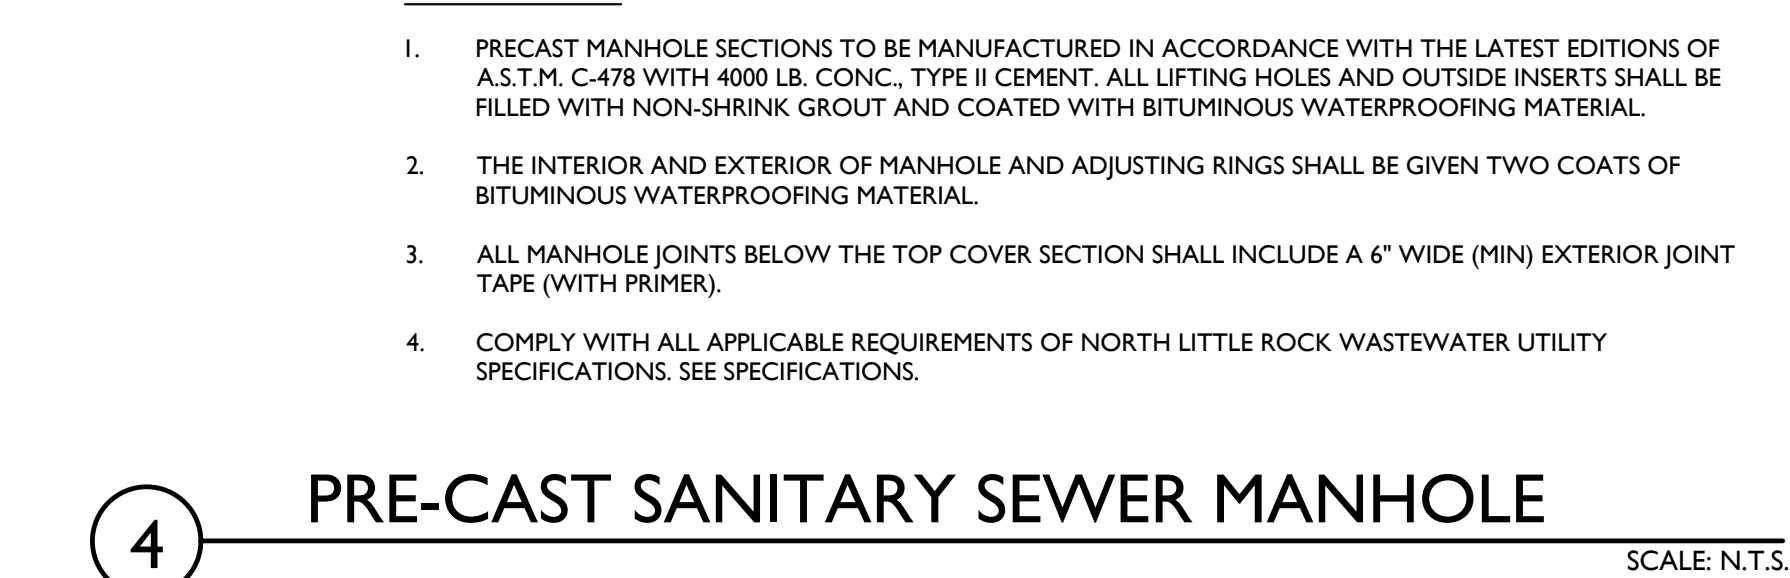 1. PRECAST MANHOLE SECTIONS TO BE MANUFACTURED IN ACCORDANCE WITH THE LATEST EDITIONS OF
A.S.T.M. C-478 WITH 4000 LB. CONC., TYPE II CEMENT. ALL LIFTING HOLES AND OUTSIDE INSERTS SHALL BE
FILLED WITH NON-SHRINK GROUT AND COATED WITH BITUMINOUS WATERPROOFING MATERIAL.
2. THE INTERIOR AND EXTERIOR OF MANHOLE AND ADJUSTING RINGS SHALL BE GIVEN TWO COATS OF
BITUMINOUS WATERPROOFING MATERIAL.
3. ALL MANHOLE JOINTS BELOW THE TOP COVER SECTION SHALL INCLUDE A 6" WIDE (MIN) EXTERIOR JOINT
TAPE (WITH PRIMER).
4. COMPLY WITH ALL APPLICABLE REQUIREMENTS OF NORTH LITTLE ROCK WASTEWATER UTILITY
SPECIFICATIONS. SEE SPECIFICATIONS.
4 PRE-CAST SANITARY SEWER MANHOLE
SCALE: N.T.S.